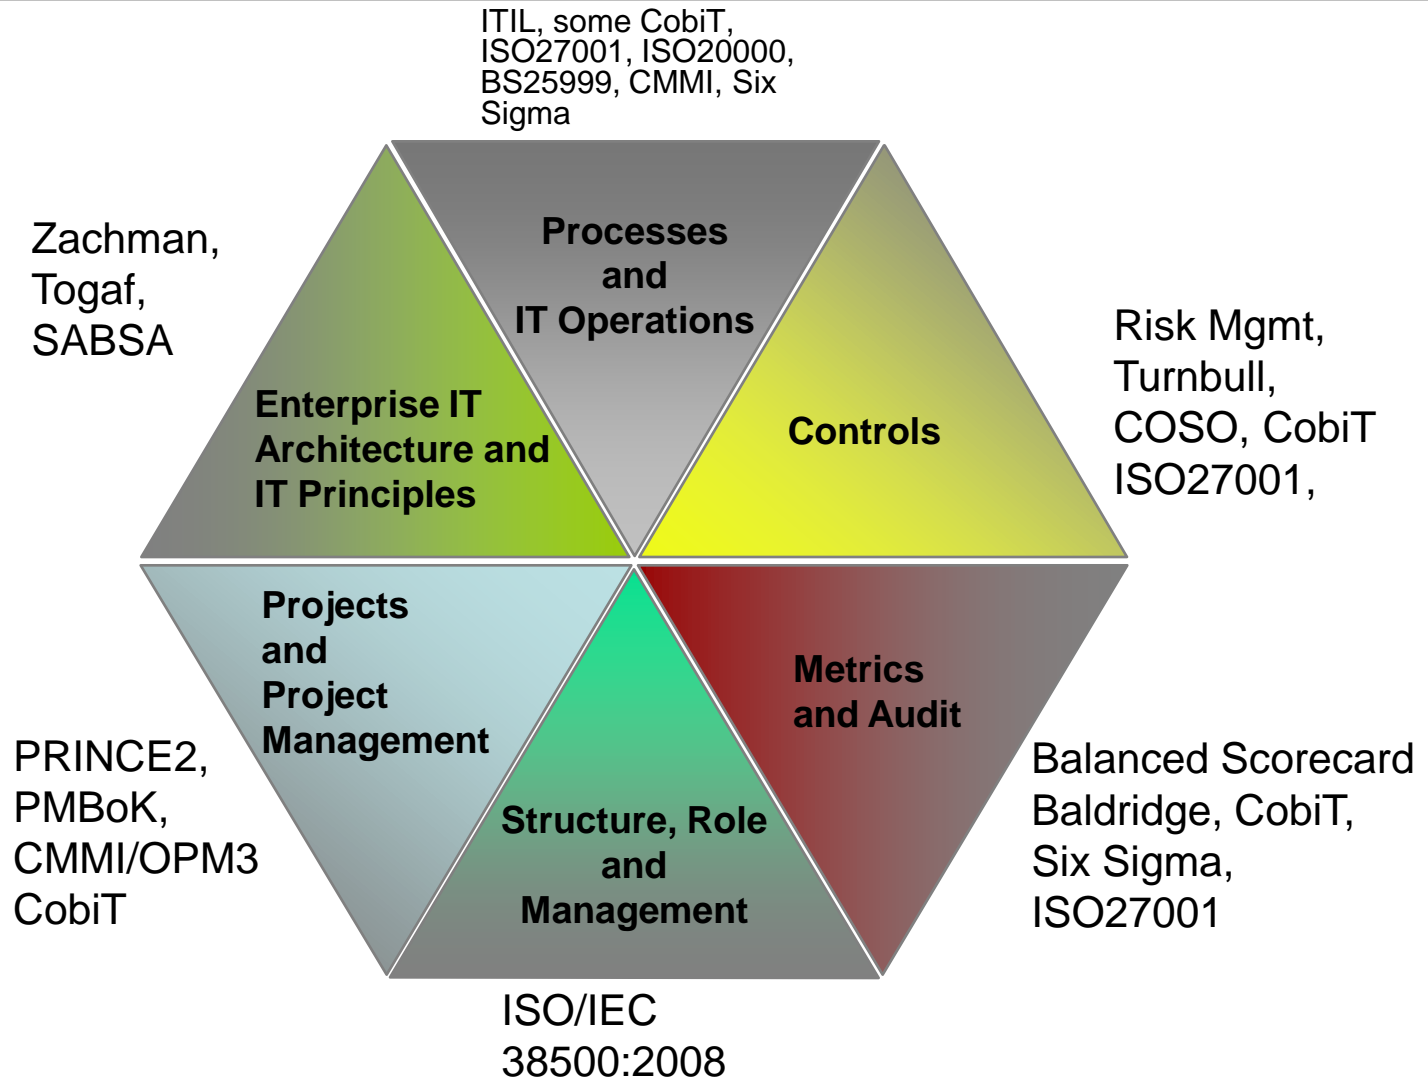 ITIL, some CobiT,
ISO27001, ISO20000,
BS25999, CMMI, Six
Sigma
Processes
and
IT Operations
Zachman,
Togaf,
SABSA
Enterprise IT
Architecture and
IT Principles
Controls
Risk Mgmt,
Turnbull,
COSO, CobiT
ISO27001,
Projects
and
Project
Management
PRINCE2,
PMBoK,
CMMI/OPM3
CobiT
Structure, Role
and
Management
ISO/IEC
38500:2008
Metrics
and Audit
Balanced Scorecard
Baldridge, CobiT,
Six Sigma,
ISO27001